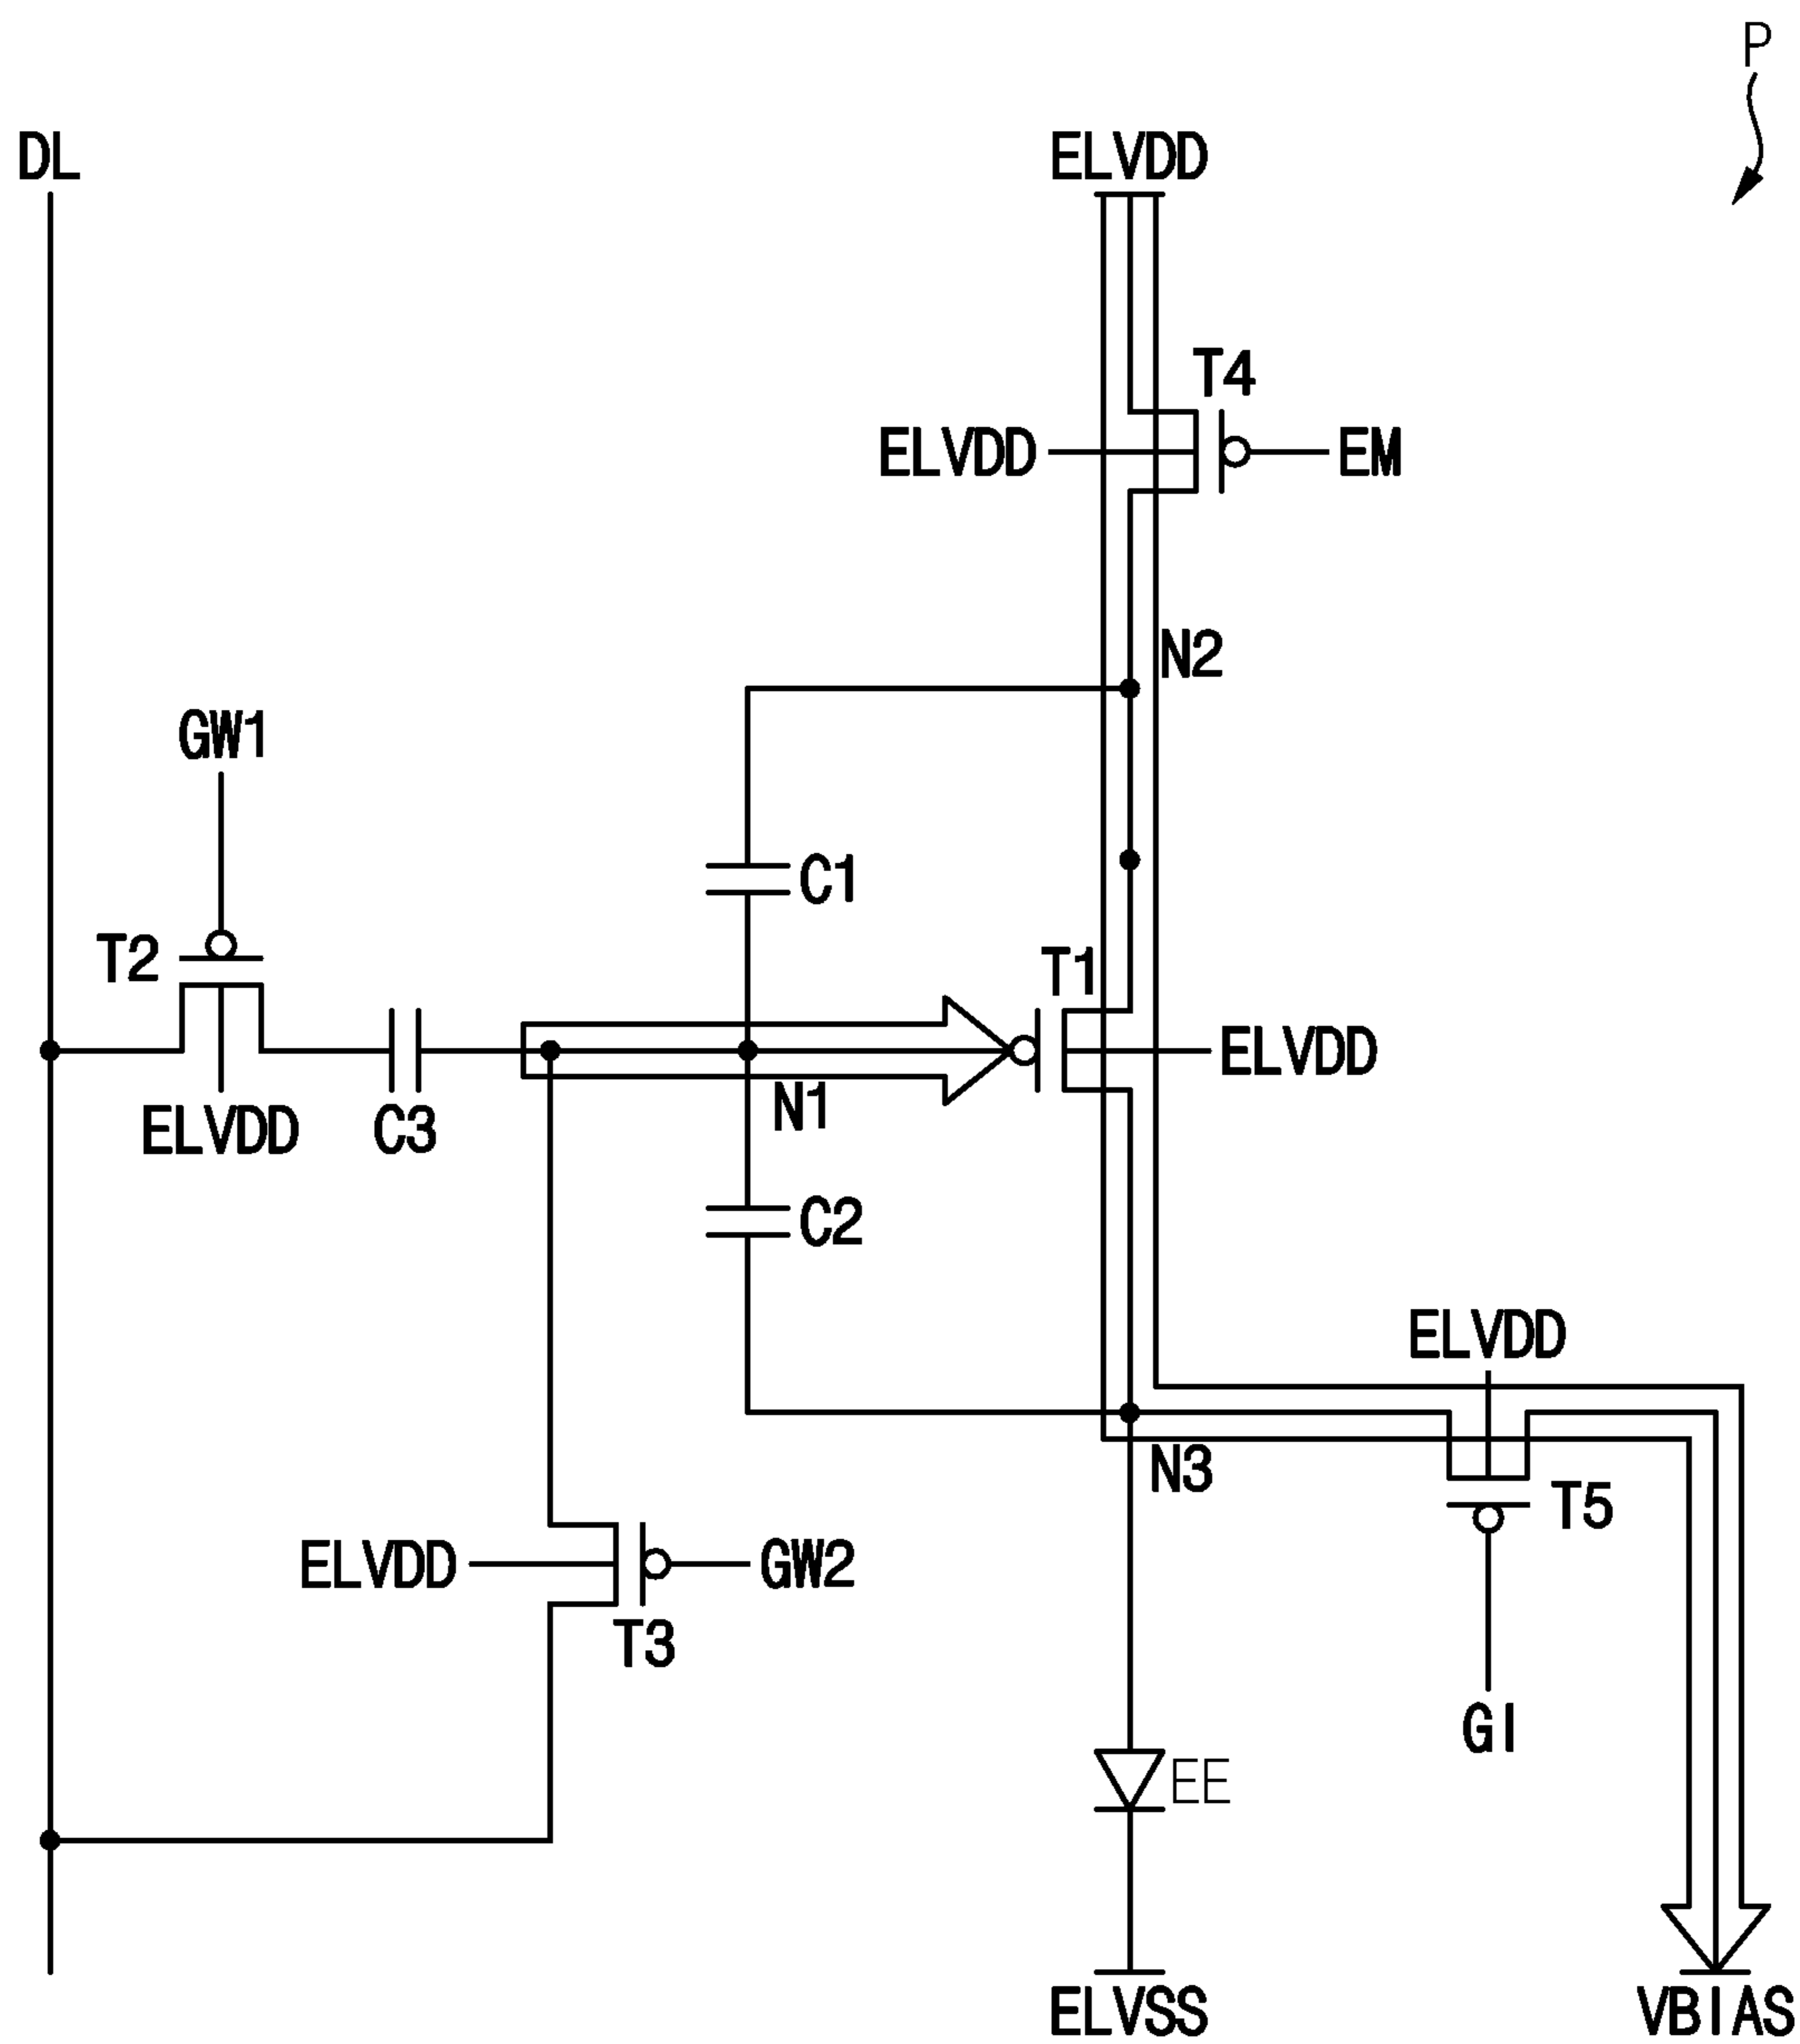 P
DL
ELVDD
T4
ELVDD
EM
N2
GW1
C1
T2
T1
ELVDD
ELVDD
C3
N1
C2
ELVDD
N3
T5
ELVDD
GW2
T3
GI
EE
ELVSS
VBIAS